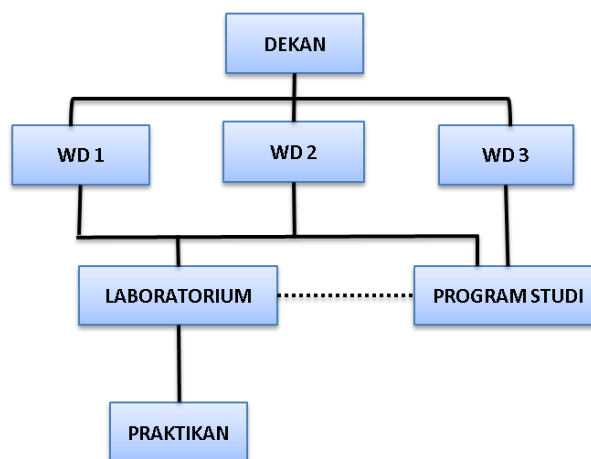 DEKAN
WD 1
WD 2
WD 3
LABORATORIUM
PROGRAM STUDI
PRAKTIKAN